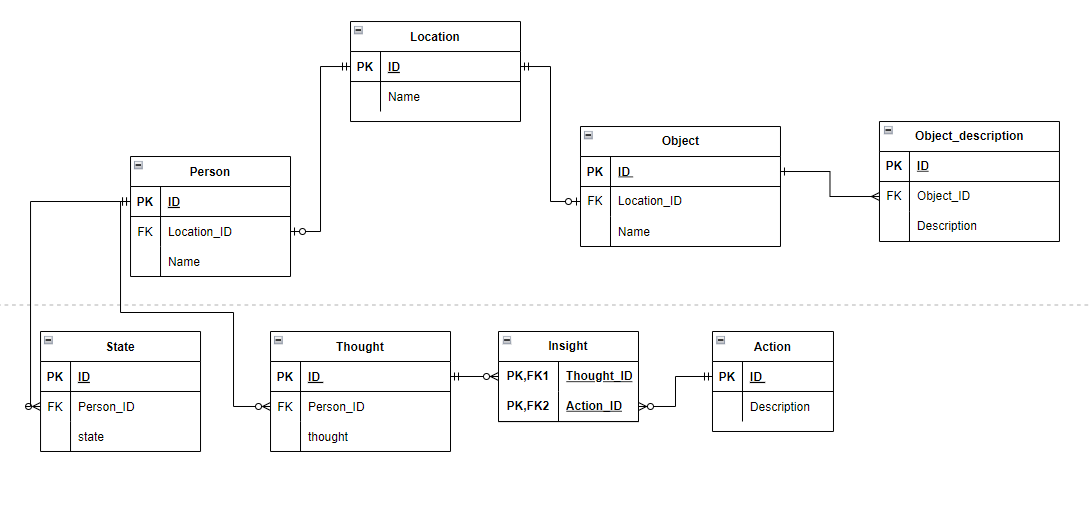 Location
PK ID
Name
Object
PK ID
FK Location_ID
Name
Object_description
PK ID
FK Object_ID
Description
Person
PK ID
FK Location_ID
Name
State
PK ID
FK Person_ID
state
Thought
PK ID
FK Person_ID
thought
Insight
PK,FK1 Thought_ID
PK,FK2 Action_ID
Action
PK ID
Description